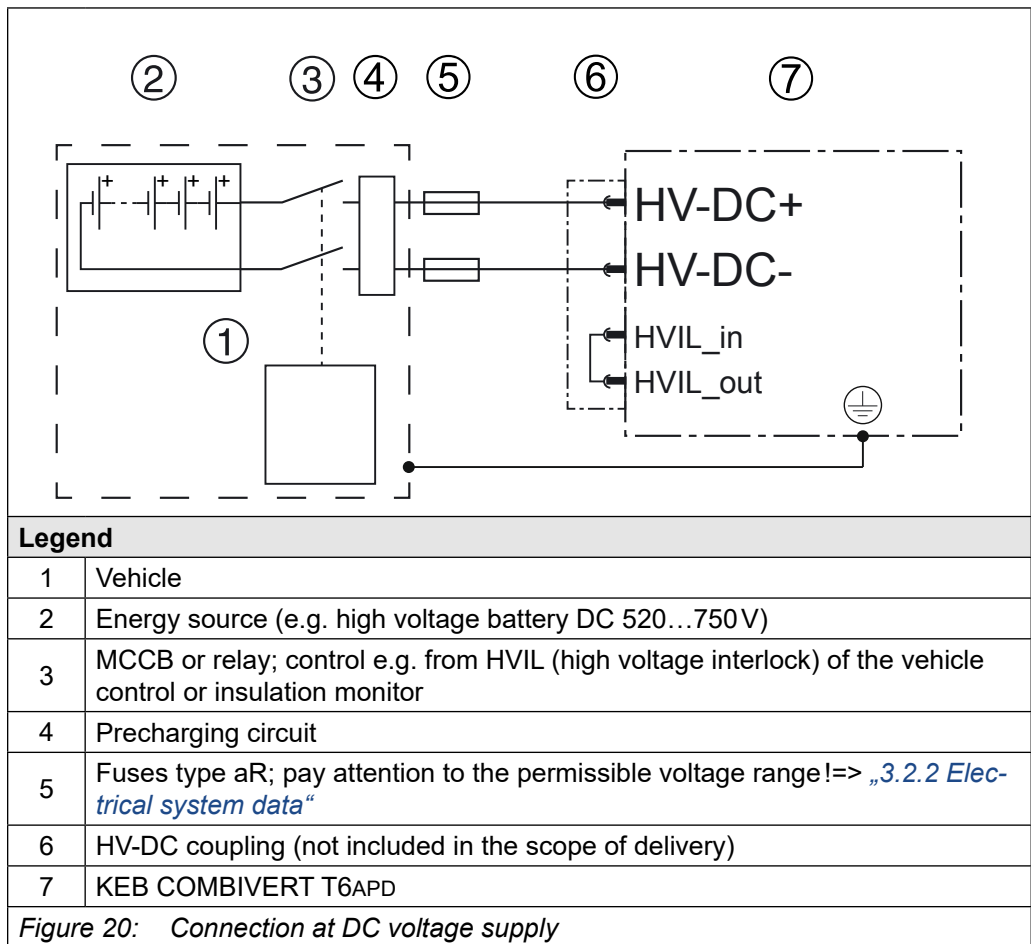 ② ③ ④ ⑤ ⑥ ⑦
+ + + +
HV-DC+
HV-DC-
①
HVIL_in
HVIL_out
Legend
1 Vehicle
2 Energy source (e.g. high voltage battery DC 520…750 V)
3 MCCB or relay; control e.g. from HVIL (high voltage interlock) of the vehicle
control or insulation monitor
4 Precharging circuit
5 Fuses type aR; pay attention to the permissible voltage range!=> „3.2.2 Elec-
trical system data“
6 HV-DC coupling (not included in the scope of delivery)
7 KEB COMBIVERT T6APD
Figure 20: Connection at DC voltage supply